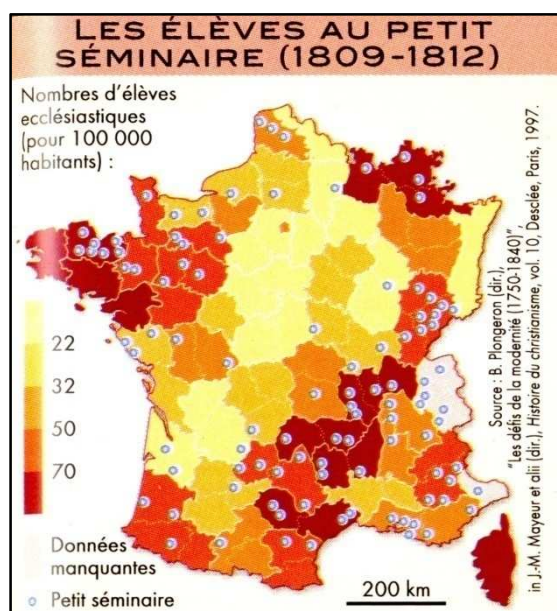 LES ÉLÈVES AU PETIT
SÉMINAIRE (1809-1812)
Nombres d'élèves
ecclésiastiques
(pour 100 000
habitants) :
22
32
50
70
Données
manquantes
Petit séminaire
200 km
Source : B. Plongeron (dir.),
"Les défis de la modernité (1750-1840)",
in J.-M. Mayeur et alii (dir.), Histoire du christianisme, vol. 10, Desclée, Paris, 1997.